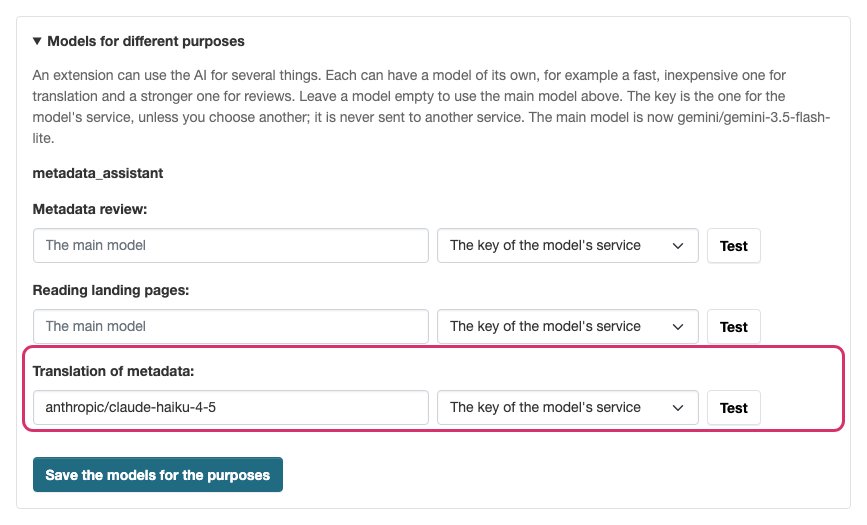 ▼ Models for different purposes
An extension can use the AI for several things. Each can have a model of its own, for example a fast, inexpensive one for
translation and a stronger one for reviews. Leave a model empty to use the main model above. The key is the one for the
model's service, unless you choose another; it is never sent to another service. The main model is now gemini/gemini-3.5-flash-
lite.
metadata_assistant
Metadata review:
The main model The key of the model's service Test
Reading landing pages:
The main model The key of the model's service Test
Translation of metadata:
anthropic/claude-haiku-4-5 The key of the model's service Test
Save the models for the purposes